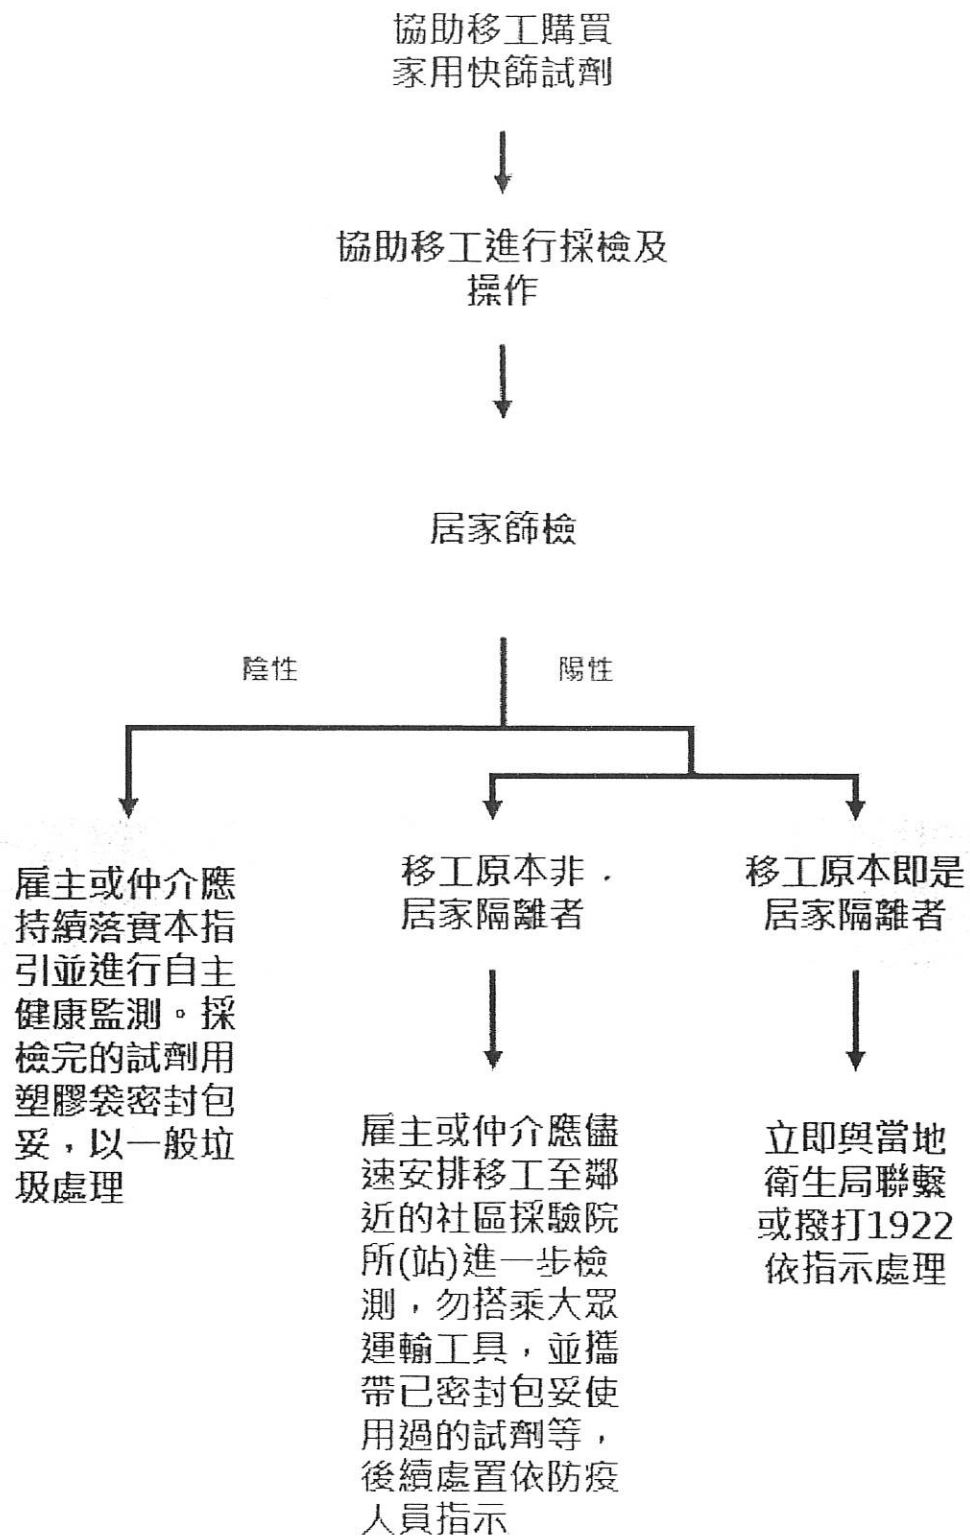 協助移工購買
家用快篩試劑
協助移工進行採檢及
操作
居家篩檢
陰性
陽性
雇主或仲介應
持續落實本指
引並進行自主
健康監測。採
檢完的試劑用
塑膠袋密封包
妥，以一般垃
圾處理
移工原本非
居家隔離者
雇主或仲介應儘
速安排移工至鄰
近的社區採驗院
所(站)進一步檢
測，勿搭乘大眾
運輸工具，並攜
帶已密封包妥使
用過的試劑等，
後續處置依防疫
人員指示
移工原本即是
居家隔離者
立即與當地
衛生局聯繫
或撥打1922
依指示處理